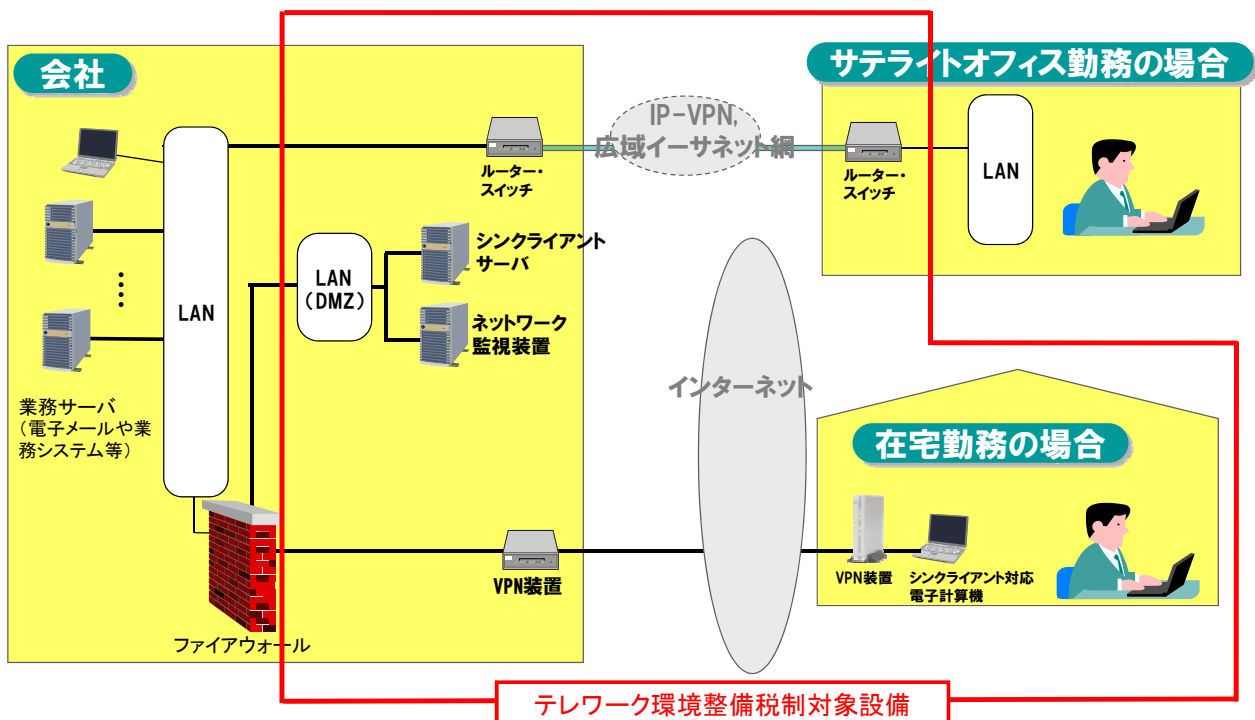 会社
サテライトオフィス勤務の場合
IP-VPN,
広域イーサネット網
ルーター・
スイッチ
ルーター・
スイッチ
LAN
シンクライアント
サーバ
LAN
(DMZ)
LAN
ネットワーク
監視装置
インターネット
業務サーバ
(電子メールや業
務システム等)
在宅勤務の場合
VPN装置
VPN装置
シンクライアント対応
電子計算機
ファイアウォール
テレワーク環境整備税制対象設備